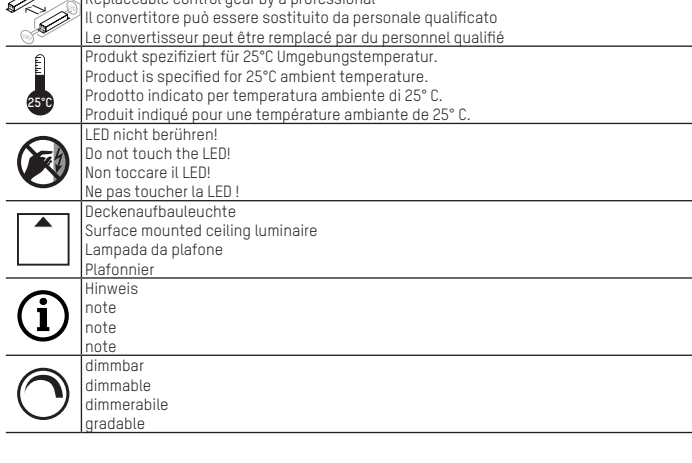 Replaceable control gear by a professional
Il convertitore può essere sostituito da personale qualificato
Le convertisseur peut être remplacé par du personnel qualifié
25°C
Produkt spezifiziert für 25°C Umgebungstemperatur.
Product is specified for 25°C ambient temperature.
Prodotto indicato per temperatura ambiente di 25° C.
Produit indiqué pour une température ambiante de 25° C.
LED nicht berühren!
Do not touch the LED!
Non toccare il LED!
Ne pas toucher la LED !
Deckenaufbauleuchte
Surface mounted ceiling luminaire
Lampada da plafone
Plafonnier
i
Hinweis
note
note
note
dimmbar
dimmable
dimmerabile
gradable